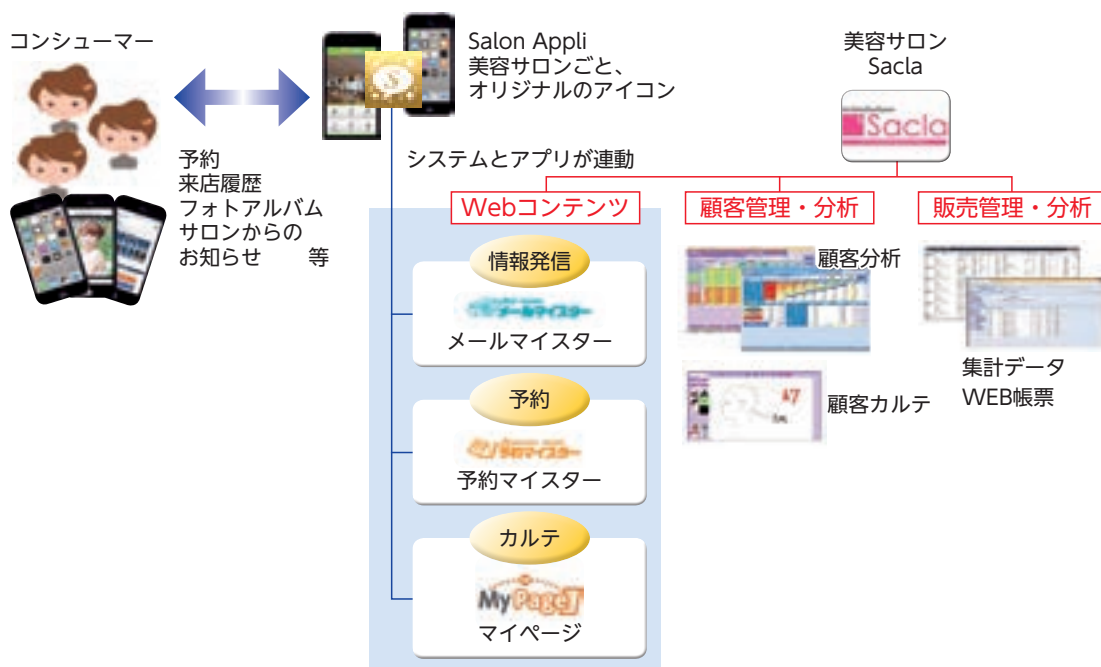 コンシューマー
予約
来店履歴
フォトアルバム
サロンからの
お知らせ 等
S
Salon Appli
美容サロンごと、
オリジナルのアイコン
システムとアプリが連動
美容サロン
Sacla
Sacla
Webコンテンツ
情報発信
メールマイスター
メールマイスター
予約
予約マイスター
予約マイスター
カルテ
My PageT
マイページ
顧客管理・分析
顧客分析
顧客カルテ
販売管理・分析
集計データ
WEB帳票